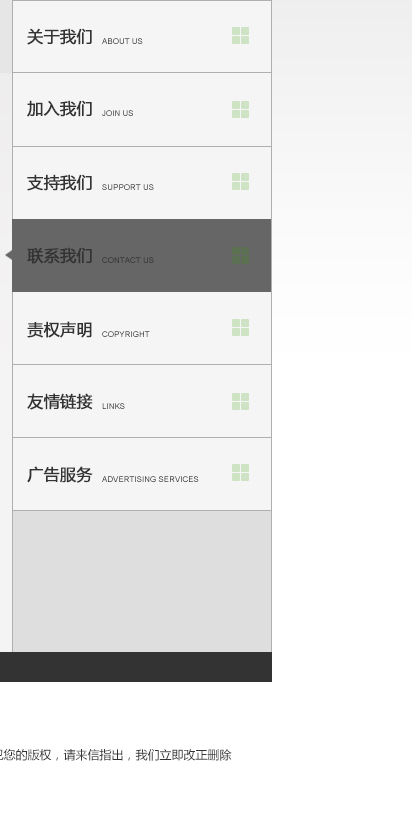 关于我们 ABOUT US
加入我们 JOIN US
支持我们 SUPPORT US
联系我们 CONTACT US
责权声明 COPYRIGHT
友情链接 LINKS
广告服务 ADVERTISING SERVICES
您的版权，请来信指出，我们立即改正删除